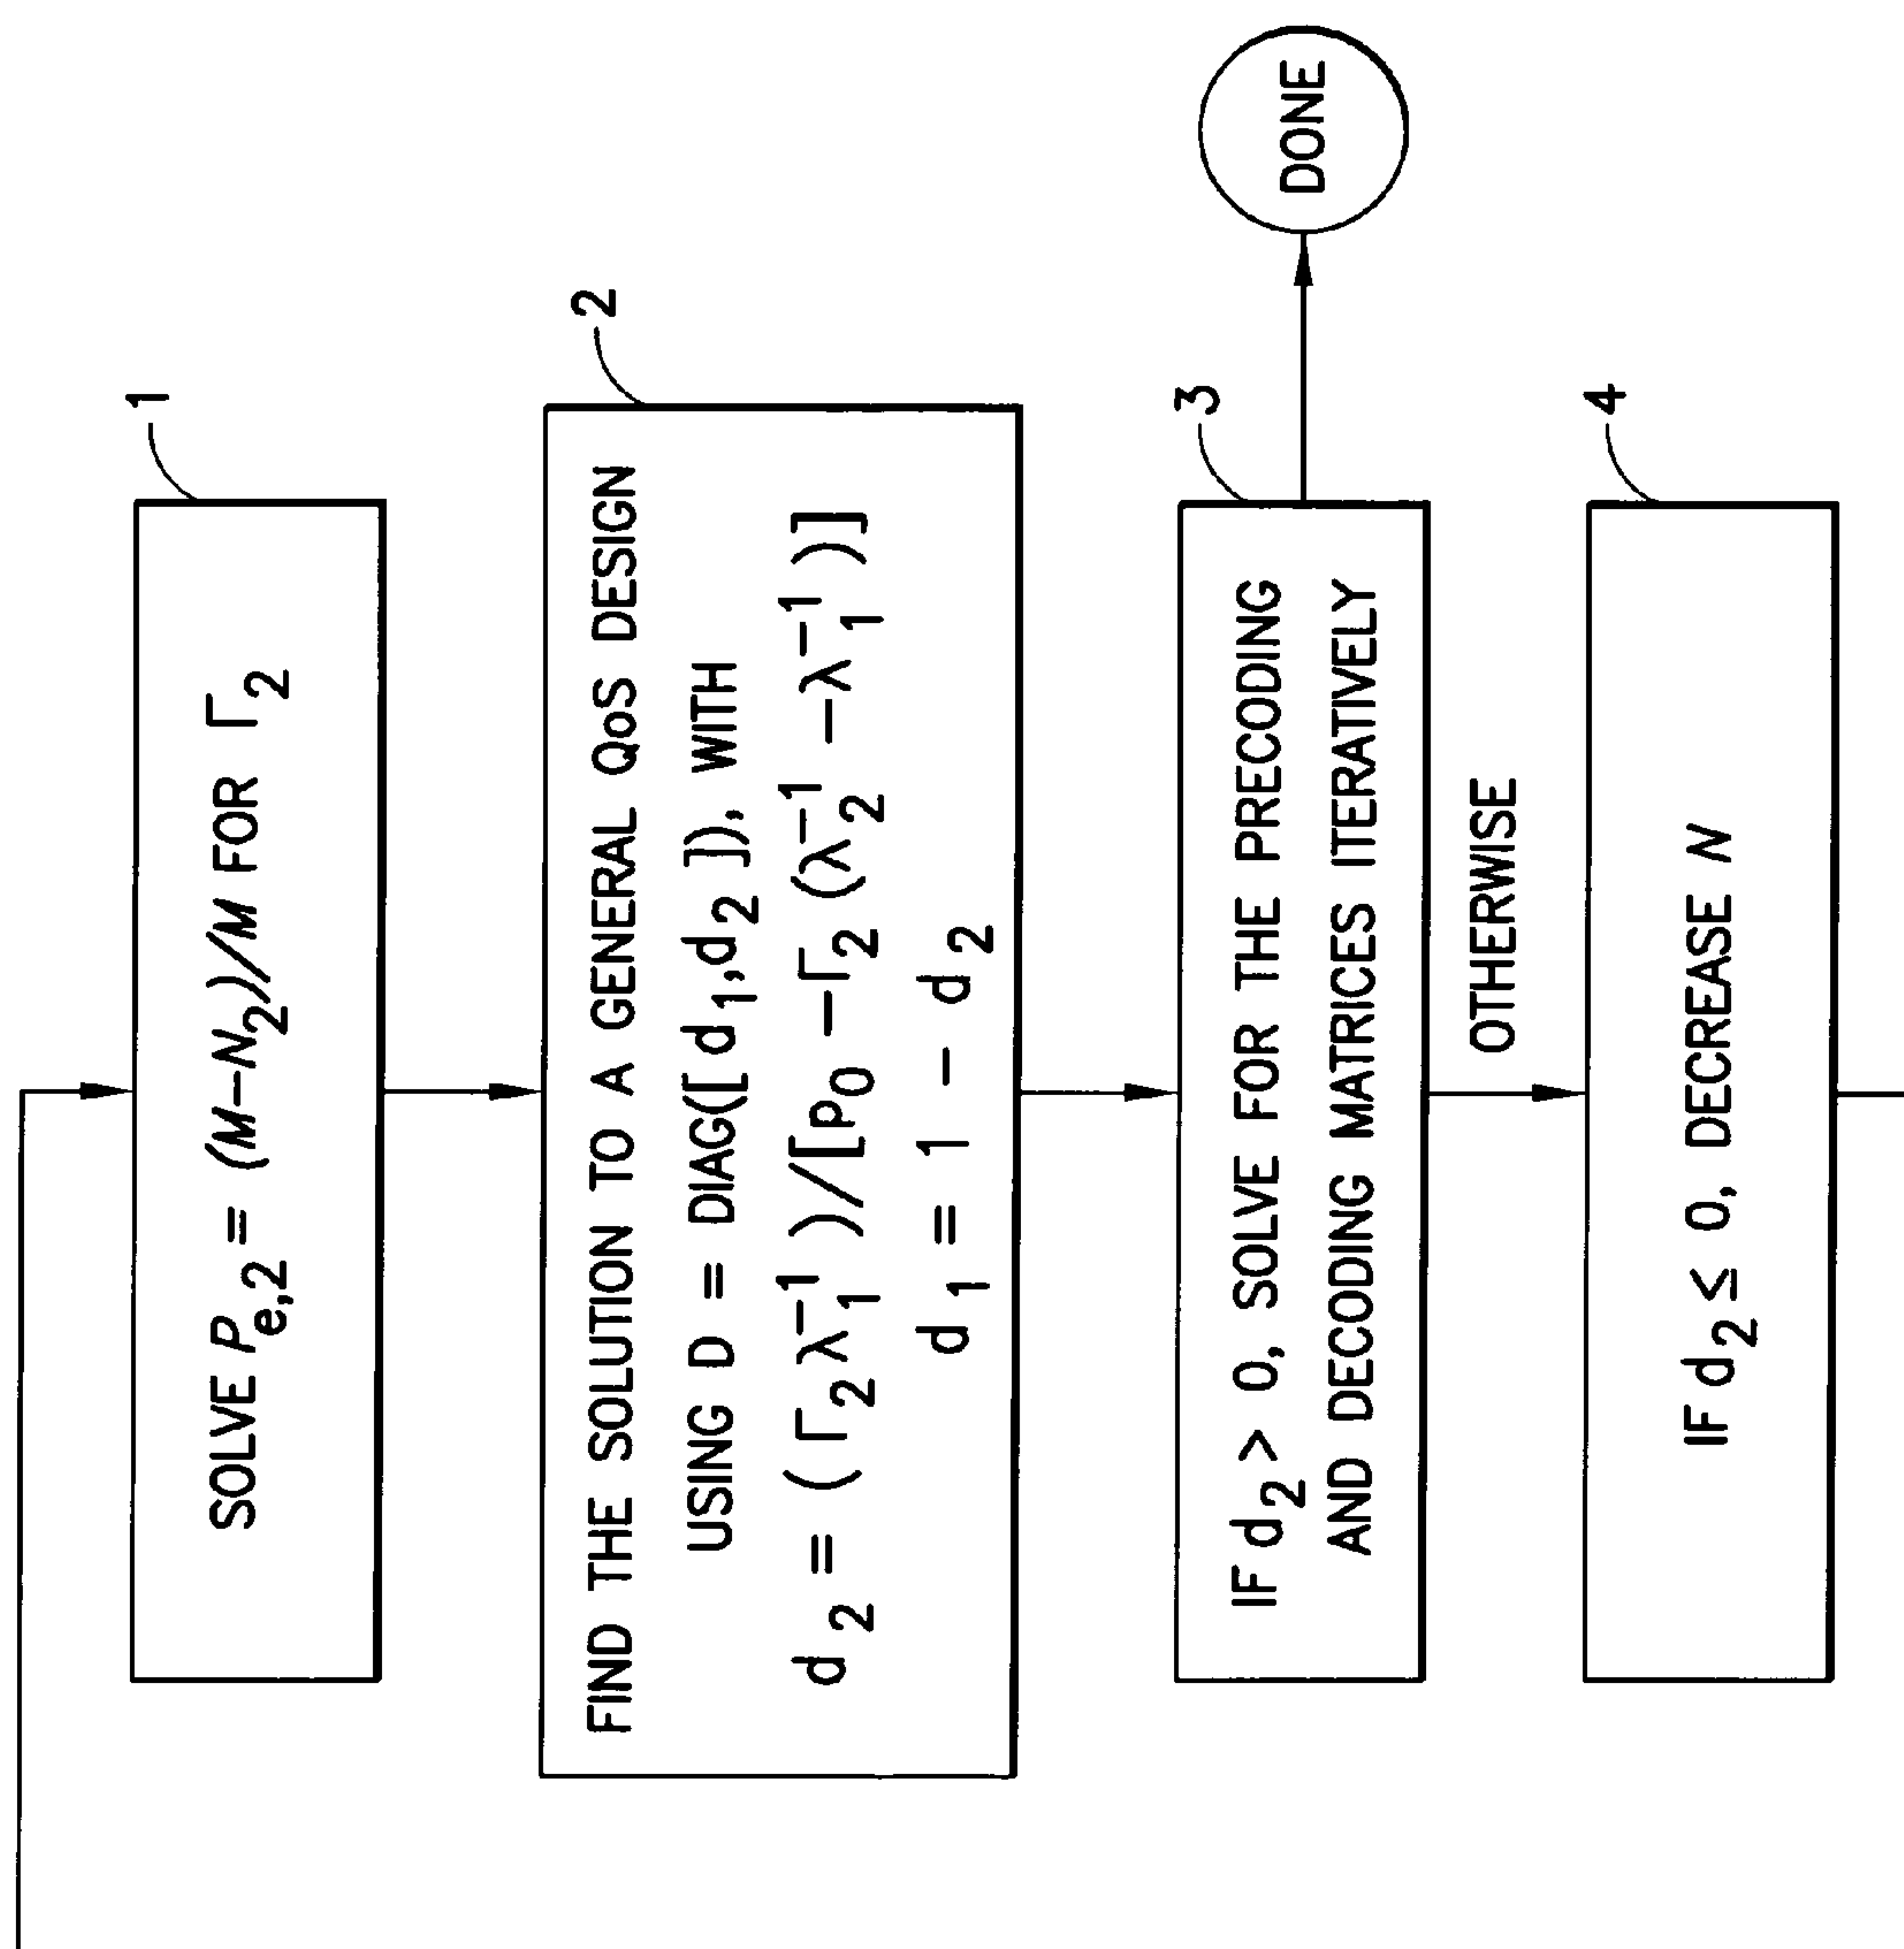 1
SOLVE P_{e,2} = (M−N_2)/M FOR Γ_2
2
FIND THE SOLUTION TO A GENERAL QoS DESIGN
USING D = DIAG([d_1,d_2]), WITH
d_2 = (Γ_2λ_1^{-1})/[p_0 −Γ_2(λ_2^{-1} −λ_1^{-1})]
d_1 = 1 − d_2
3
IF d_2 > 0, SOLVE FOR THE PRECODING
AND DECODING MATRICES ITERATIVELY
DONE
OTHERWISE
4
IF d_2 ≤ 0, DECREASE N